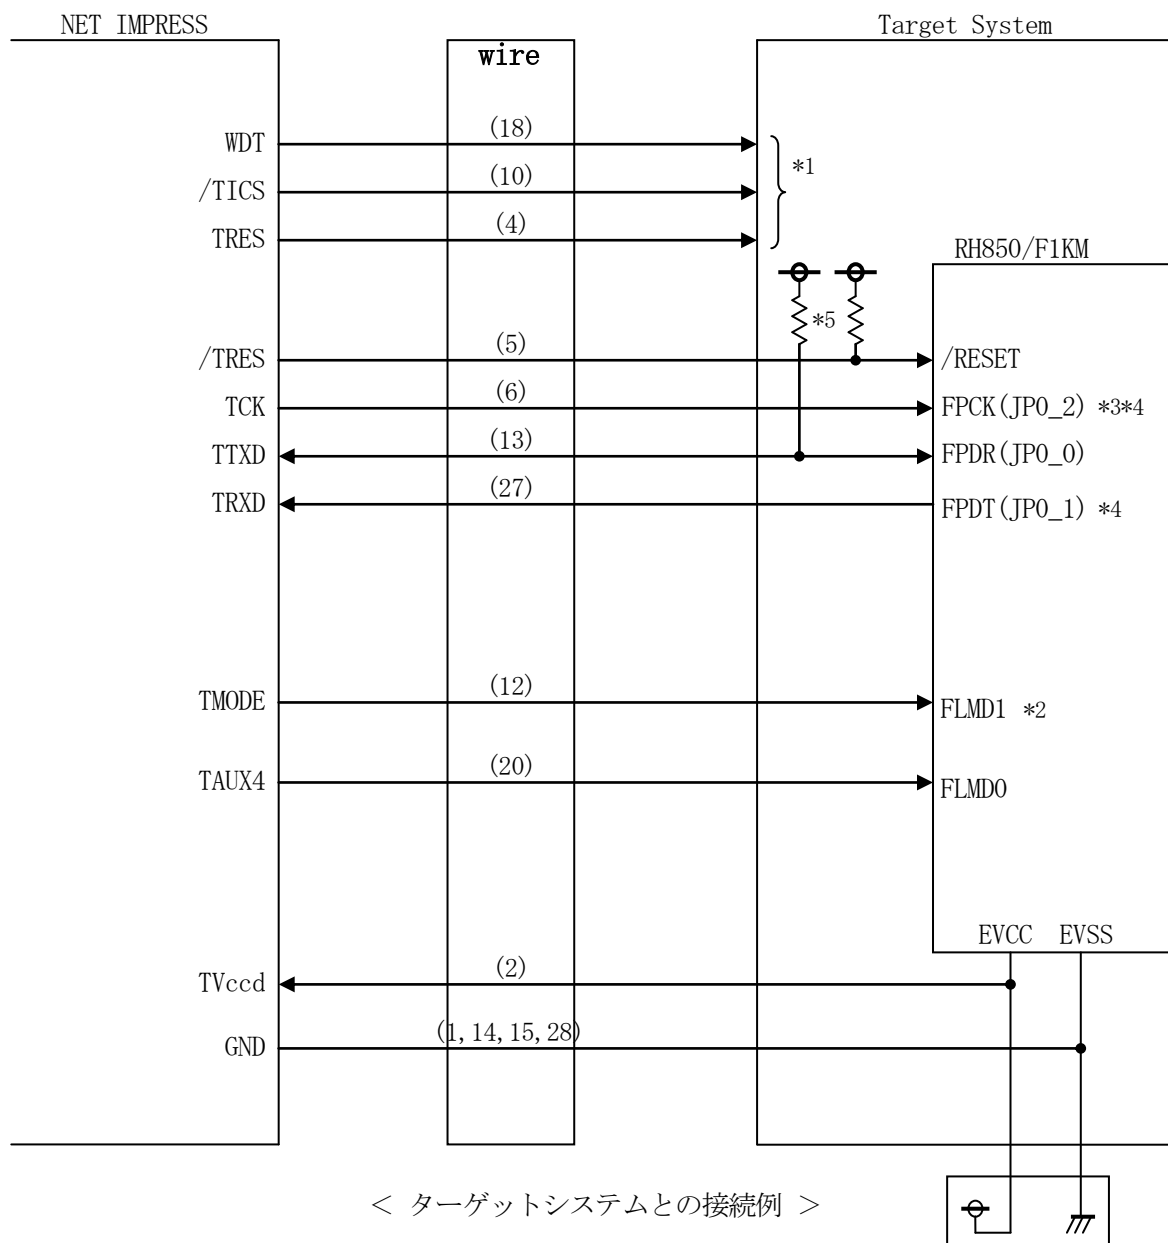 NET IMPRESS
Target System
wire
WDT (18)
*1
/TICS (10)
TRES (4)
RH850/F1KM
*5
/TRES (5) /RESET
TCK (6) FPCK(JP0_2) *3*4
TTXD (13) FPDR(JP0_0)
TRXD (27) FPDT(JP0_1) *4
TMODE (12) FLMD1 *2
TAUX4 (20) FLMD0
EVCC EVSS
TVccd (2)
GND (1,14,15,28)
< ターゲットシステムとの接続例 >